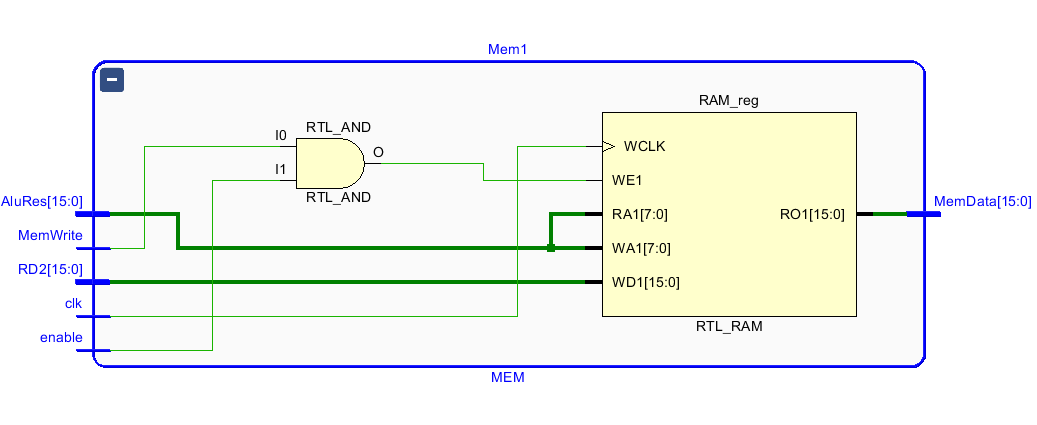 Mem1
RAM_reg
RTL_AND
I0
O
I1
RTL_AND
WCLK
WE1
AluRes[15:0]
RA1[7:0]
RO1[15:0]
MemData[15:0]
MemWrite
WA1[7:0]
RD2[15:0]
WD1[15:0]
clk
RTL_RAM
enable
MEM